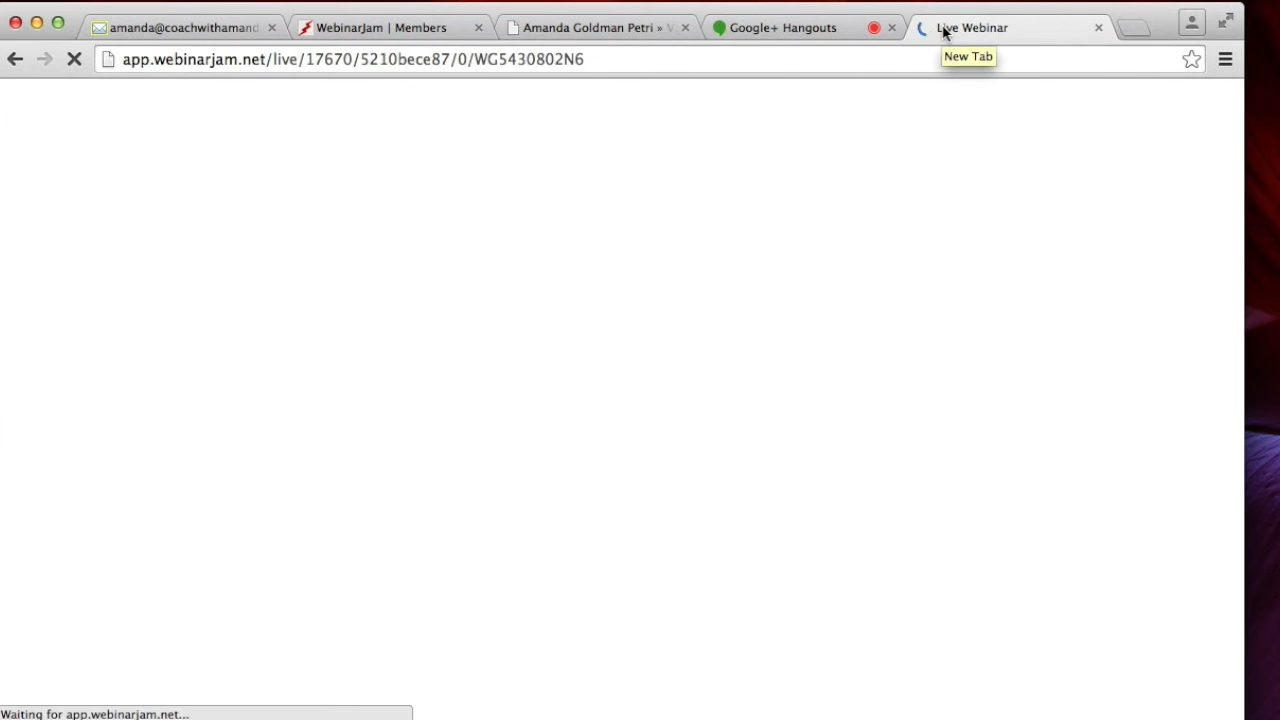 amanda@coachwithamand
WebinarJam | Members
Amanda Goldman Petri » V
Google+ Hangouts
Live Webinar
app.webinarjam.net/live/17670/5210bece87/0/WG5430802N6
New Tab
Waiting for app.webinarjam.net...